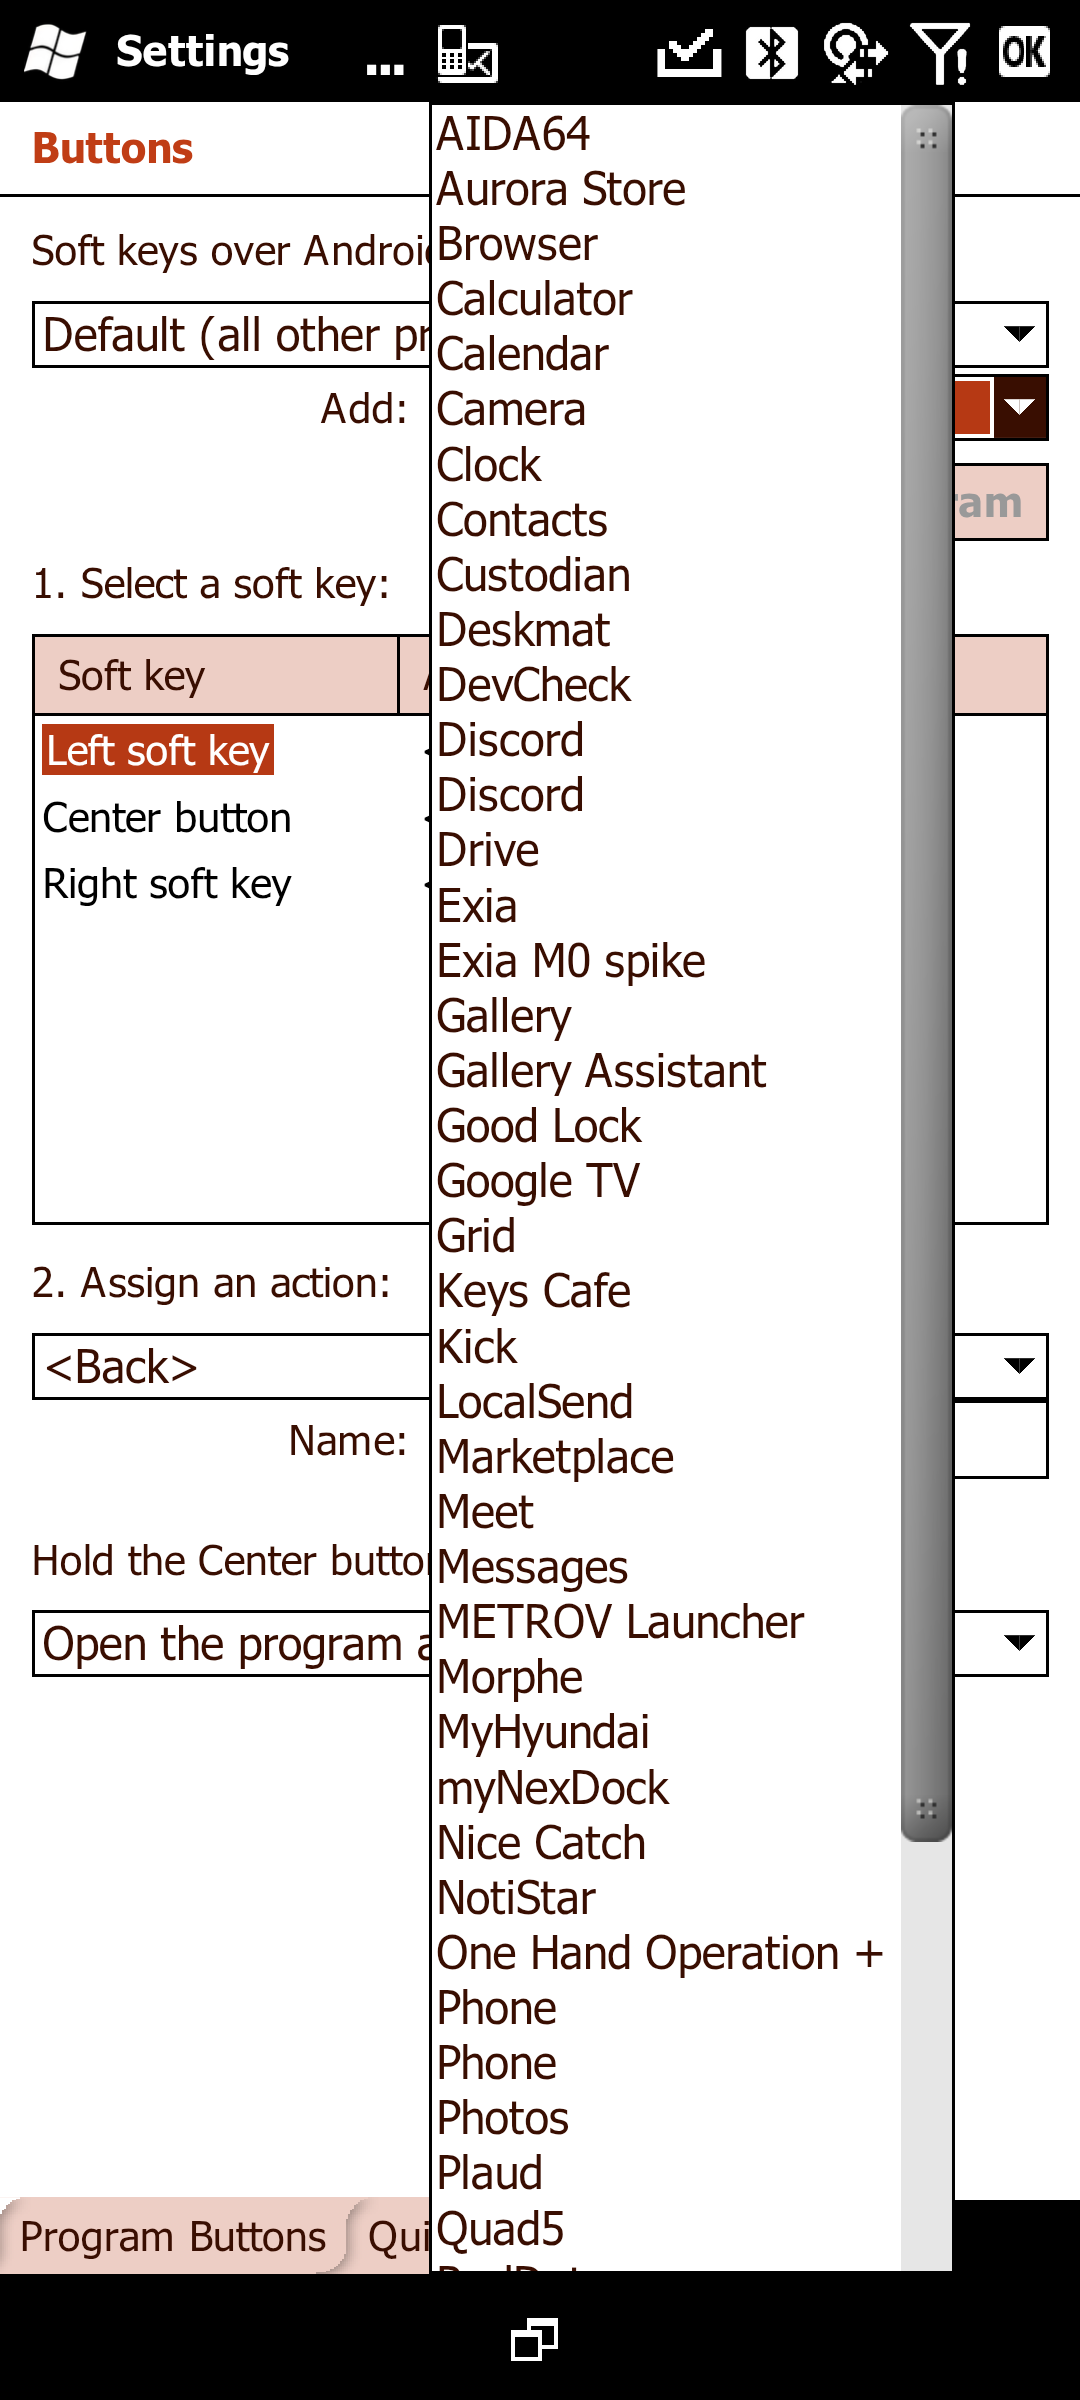 Settings
...
OK
Buttons
Soft keys over Androi
Default (all other pr
Add:
ram
1. Select a soft key:
Soft key
Left soft key
Center button
Right soft key
2. Assign an action:
<Back>
Name:
Hold the Center button
Open the program a
AIDA64
Aurora Store
Browser
Calculator
Calendar
Camera
Clock
Contacts
Custodian
Deskmat
DevCheck
Discord
Discord
Drive
Exia
Exia M0 spike
Gallery
Gallery Assistant
Good Lock
Google TV
Grid
Keys Cafe
Kick
LocalSend
Marketplace
Meet
Messages
METROV Launcher
Morphe
MyHyundai
myNexDock
Nice Catch
NotiStar
One Hand Operation +
Phone
Phone
Photos
Plaud
Quad5
Program Buttons
Qui